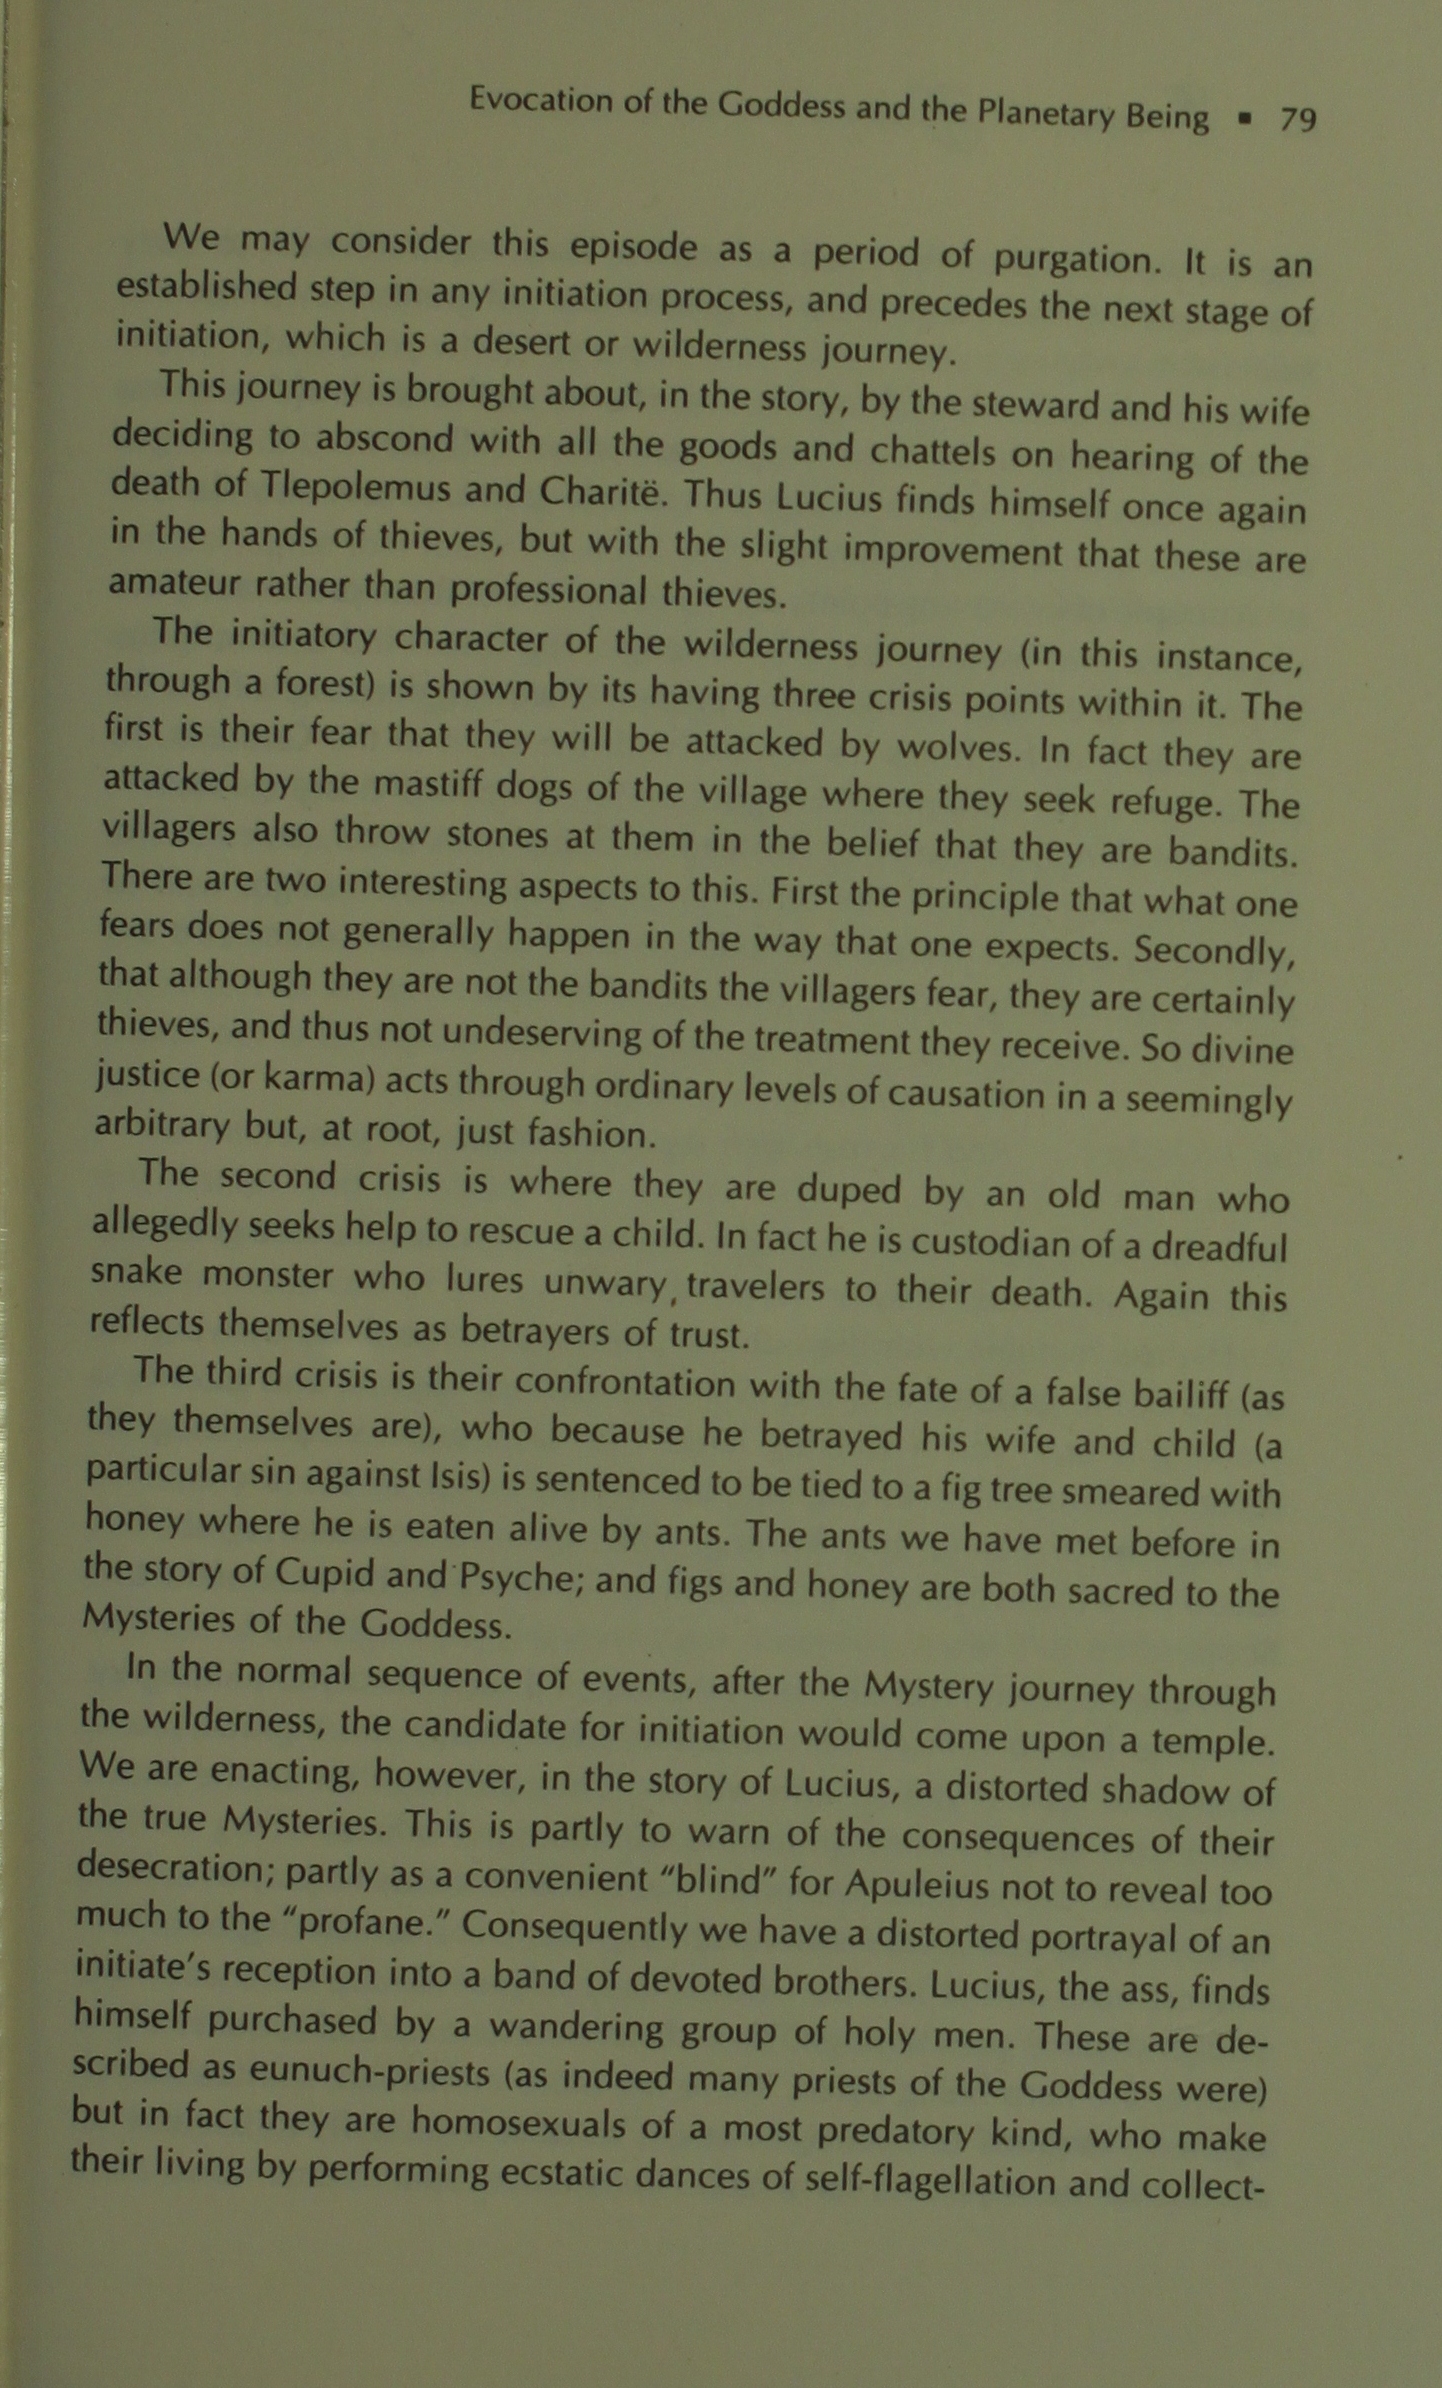 Evocation of the Goddess and the Planetary Being ▪ 79
We may consider this episode as a period of purgation. It is an
established step in any initiation process, and precedes the next stage of
initiation, which is a desert or wilderness journey.
This journey is brought about, in the story, by the steward and his wife
deciding to abscond with all the goods and chattels on hearing of the
death of Tlepolemus and Charitë. Thus Lucius finds himself once again
in the hands of thieves, but with the slight improvement that these are
amateur rather than professional thieves.
The initiatory character of the wilderness journey (in this instance,
through a forest) is shown by its having three crisis points within it. The
first is their fear that they will be attacked by wolves. In fact they are
attacked by the mastiff dogs of the village where they seek refuge. The
villagers also throw stones at them in the belief that they are bandits.
There are two interesting aspects to this. First the principle that what one
fears does not generally happen in the way that one expects. Secondly,
that although they are not the bandits the villagers fear, they are certainly
thieves, and thus not undeserving of the treatment they receive. So divine
justice (or karma) acts through ordinary levels of causation in a seemingly
arbitrary but, at root, just fashion.
The second crisis is where they are duped by an old man who
allegedly seeks help to rescue a child. In fact he is custodian of a dreadful
snake monster who lures unwary, travelers to their death. Again this
reflects themselves as betrayers of trust.
The third crisis is their confrontation with the fate of a false bailiff (as
they themselves are), who because he betrayed his wife and child (a
particular sin against Isis) is sentenced to be tied to a fig tree smeared with
honey where he is eaten alive by ants. The ants we have met before in
the story of Cupid and Psyche; and figs and honey are both sacred to the
Mysteries of the Goddess.
In the normal sequence of events, after the Mystery journey through
the wilderness, the candidate for initiation would come upon a temple.
We are enacting, however, in the story of Lucius, a distorted shadow of
the true Mysteries. This is partly to warn of the consequences of their
desecration; partly as a convenient “blind” for Apuleius not to reveal too
much to the “profane.” Consequently we have a distorted portrayal of an
initiate’s reception into a band of devoted brothers. Lucius, the ass, finds
himself purchased by a wandering group of holy men. These are de-
scribed as eunuch-priests (as indeed many priests of the Goddess were)
but in fact they are homosexuals of a most predatory kind, who make
their living by performing ecstatic dances of self-flagellation and collect-